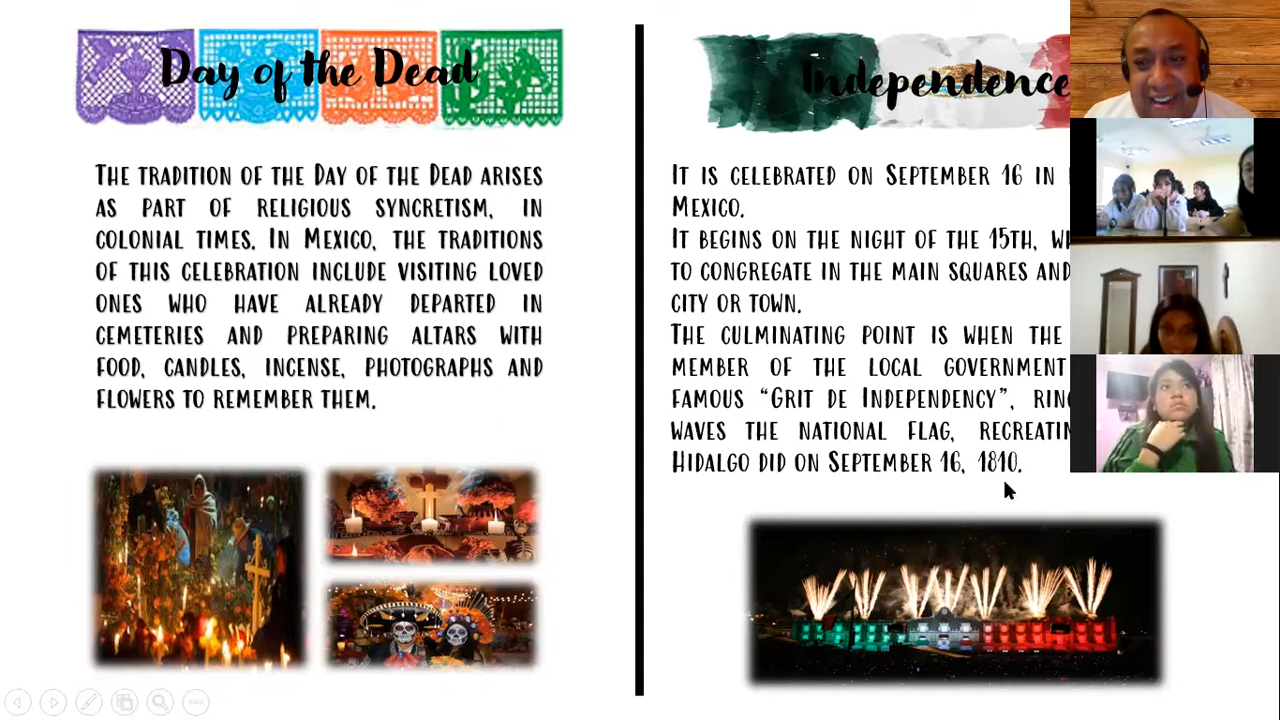 Day of the Dead
THE TRADITION OF THE DAY OF THE DEAD ARISES
AS PART OF RELIGIOUS SYNCRETISM, IN
COLONIAL TIMES. IN MEXICO, THE TRADITIONS
OF THIS CELEBRATION INCLUDE VISITING LOVED
ONES WHO HAVE ALREADY DEPARTED IN
CEMETERIES AND PREPARING ALTARS WITH
FOOD, CANDLES, INCENSE, PHOTOGRAPHS AND
FLOWERS TO REMEMBER THEM.
Independence
IT IS CELEBRATED ON SEPTEMBER 16 IN
MEXICO.
IT BEGINS ON THE NIGHT OF THE 15TH,
TO CONGREGATE IN THE MAIN SQUARES AND
CITY OR TOWN.
THE CULMINATING POINT IS WHEN THE
MEMBER OF THE LOCAL GOVERNMENT
FAMOUS “GRIT DE INDEPENDENCY”,
WAVES THE NATIONAL FLAG,
HIDALGO DID ON SEPTEMBER 16, 1810.